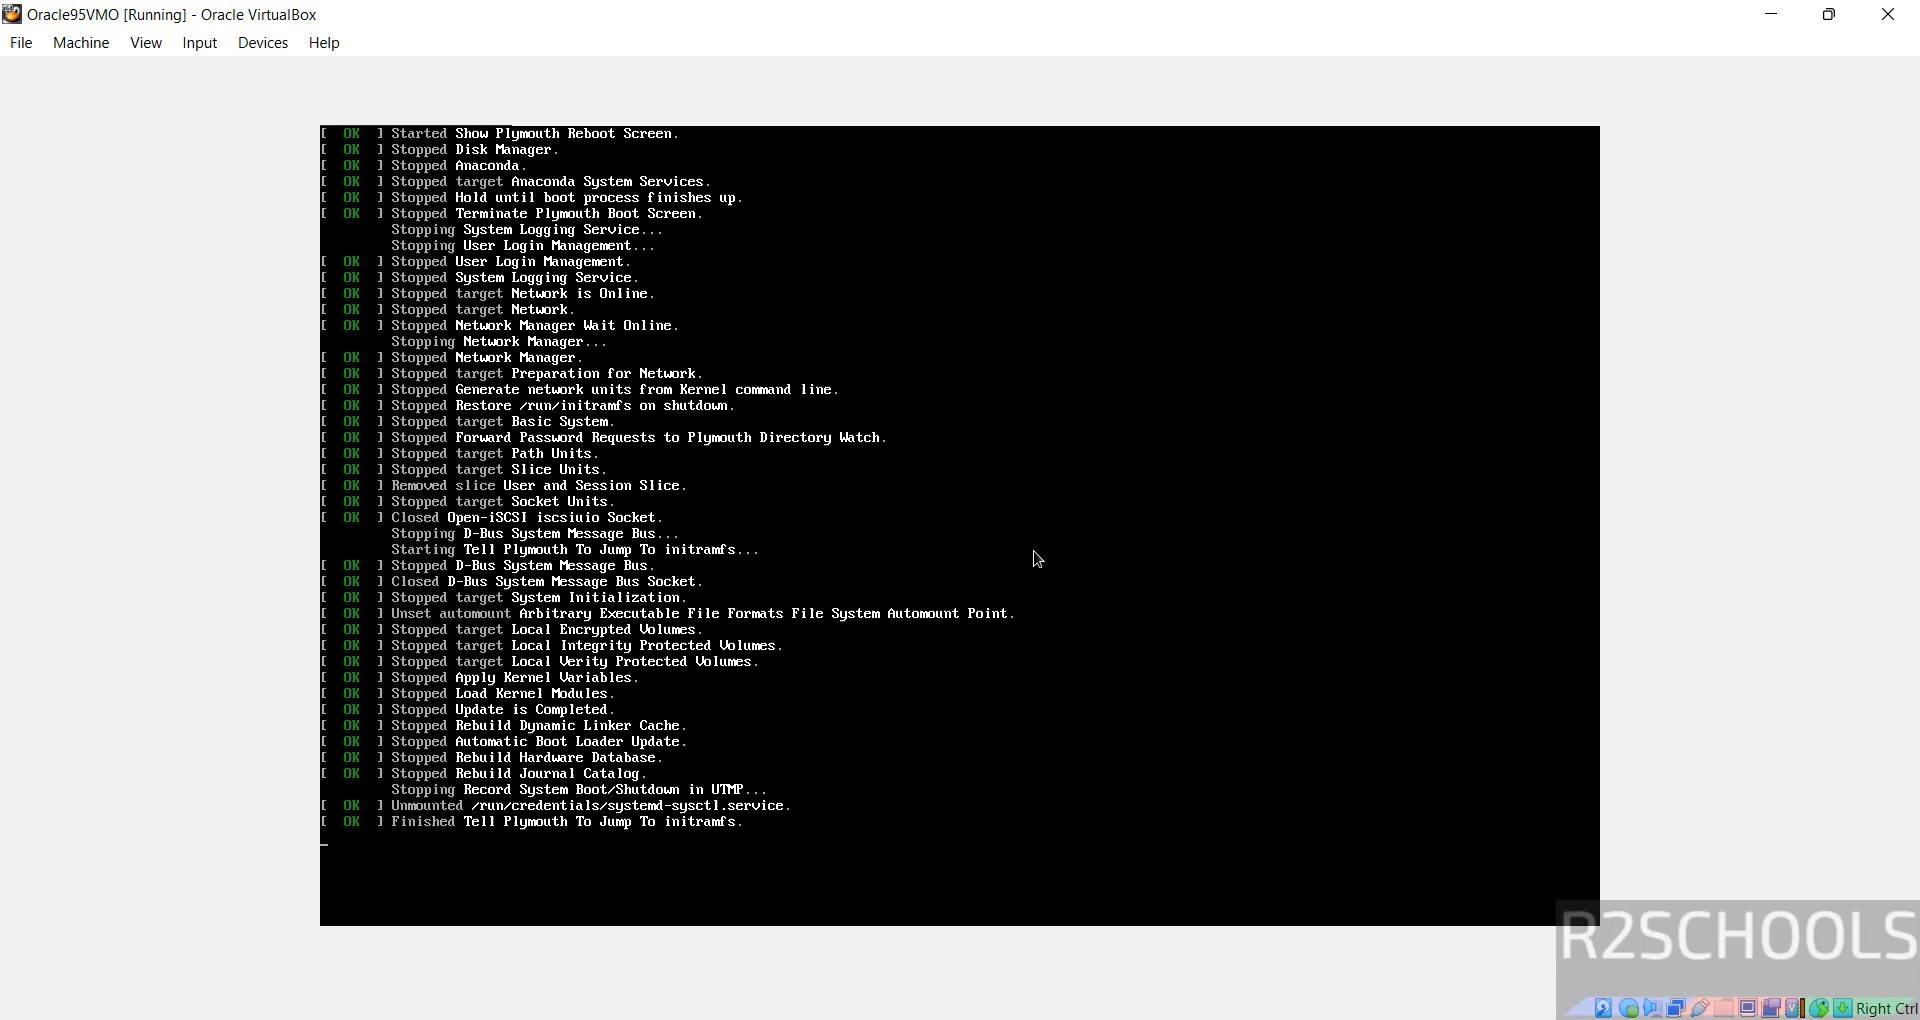 Oracle95VMO [Running] - Oracle VirtualBox
File Machine View Input Devices Help
[ OK ] Started Show Plymouth Reboot Screen.
[ OK ] Stopped Disk Manager.
[ OK ] Stopped Anaconda.
[ OK ] Stopped target Anaconda System Services.
[ OK ] Stopped Hold until boot process finishes up.
[ OK ] Stopped Terminate Plymouth Boot Screen.
Stopping System Logging Service...
Stopping User Login Management...
[ OK ] Stopped User Login Management.
[ OK ] Stopped System Logging Service.
[ OK ] Stopped target Network is Online.
[ OK ] Stopped target Network.
[ OK ] Stopped Network Manager Wait Online.
Stopping Network Manager...
[ OK ] Stopped Network Manager.
[ OK ] Stopped target Preparation for Network.
[ OK ] Stopped Generate network units from Kernel command line.
[ OK ] Stopped Restore /run/initramfs on shutdown.
[ OK ] Stopped target Basic System.
[ OK ] Stopped Forward Password Requests to Plymouth Directory Watch.
[ OK ] Stopped target Path Units.
[ OK ] Stopped target Slice Units.
[ OK ] Removed slice User and Session Slice.
[ OK ] Stopped target Socket Units.
[ OK ] Closed Open-iSCSI iscsiuio Socket.
Stopping D-Bus System Message Bus...
Starting Tell Plymouth To Jump To initramfs...
[ OK ] Stopped D-Bus System Message Bus.
[ OK ] Closed D-Bus System Message Bus Socket.
[ OK ] Stopped target System Initialization.
[ OK ] Unset automount Arbitrary Executable File Formats File System Automount Point.
[ OK ] Stopped target Local Encrypted Volumes.
[ OK ] Stopped target Local Integrity Protected Volumes.
[ OK ] Stopped target Local Verity Protected Volumes.
[ OK ] Stopped Apply Kernel Variables.
[ OK ] Stopped Load Kernel Modules.
[ OK ] Stopped Update is Completed.
[ OK ] Stopped Rebuild Dynamic Linker Cache.
[ OK ] Stopped Automatic Boot Loader Update.
[ OK ] Stopped Rebuild Hardware Database.
[ OK ] Stopped Rebuild Journal Catalog.
Stopping Record System Boot/Shutdown in UTMP...
[ OK ] Unmounted /run/credentials/systemd-sysctl.service.
[ OK ] Finished Tell Plymouth To Jump To initramfs.
R2SCHOOLS
Right Ctrl